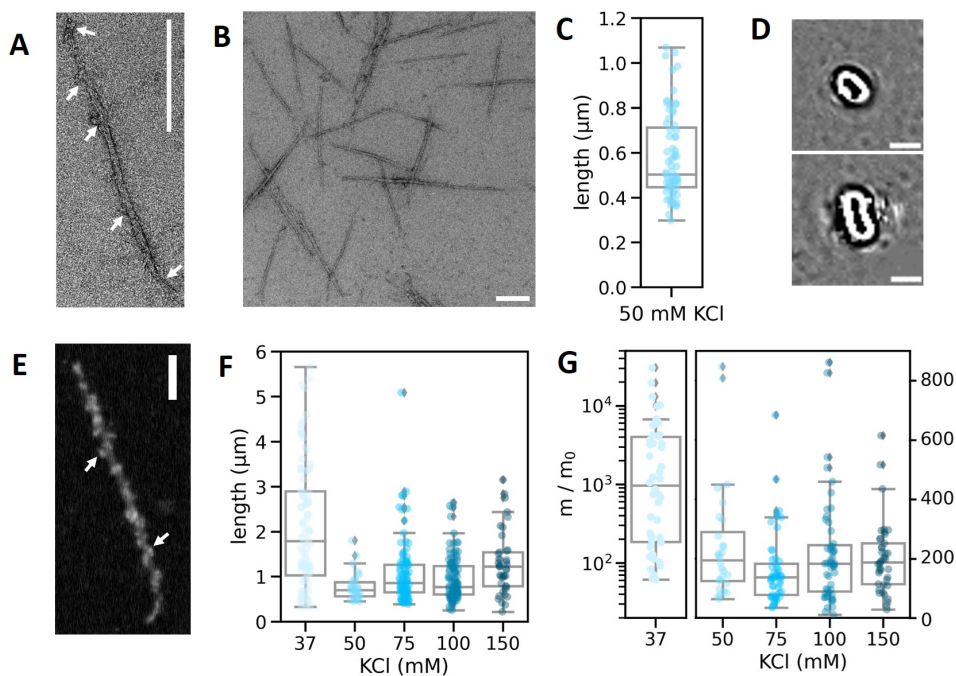 A
B
C
D
length (µm)
1.2
1.0
0.8
0.6
0.4
0.2
0.0
50 mM KCl
E
F
G
length (µm)
6
5
4
3
2
1
0
37
50
75
100
150
KCl (mM)
m / m₀
10⁴
10³
10²
37
800
600
400
200
0
50
75
100
150
KCl (mM)